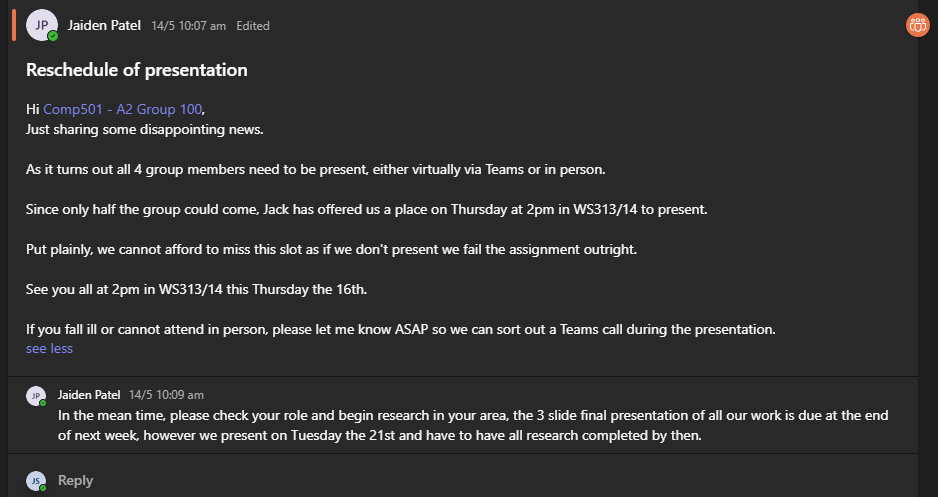 JP Jaiden Patel 14/5 10:07 am Edited
Reschedule of presentation
Hi Comp501 - A2 Group 100,
Just sharing some disappointing news.
As it turns out all 4 group members need to be present, either virtually via Teams or in person.
Since only half the group could come, Jack has offered us a place on Thursday at 2pm in WS313/14 to present.
Put plainly, we cannot afford to miss this slot as if we don't present we fail the assignment outright.
See you all at 2pm in WS313/14 this Thursday the 16th.
If you fall ill or cannot attend in person, please let me know ASAP so we can sort out a Teams call during the presentation.
see less
JP Jaiden Patel 14/5 10:09 am
In the mean time, please check your role and begin research in your area, the 3 slide final presentation of all our work is due at the end
of next week, however we present on Tuesday the 21st and have to have all research completed by then.
JS Reply